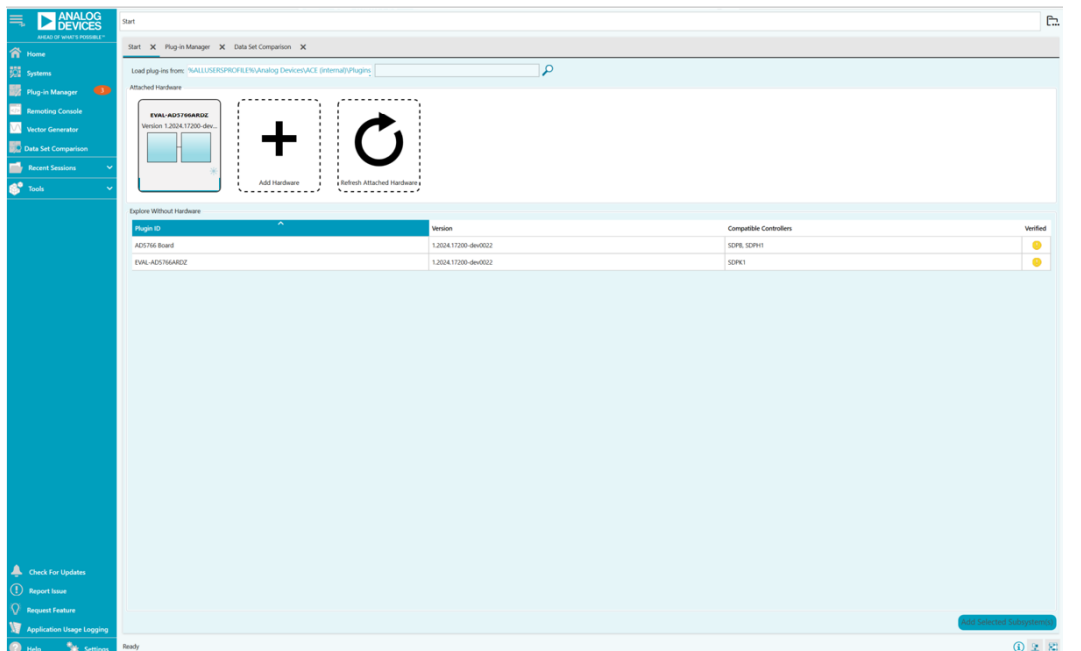 ANALOG
DEVICES
AHEAD OF WHAT'S POSSIBLE™
Start
Home
Systems
Plug-in Manager 3
Remoting Console
Vector Generator
Data Set Comparison
Recent Sessions
Tools
Start Plug-in Manager Data Set Comparison
Load plug-ins from: %ALLUSERSPROFILE%\Analog Devices\ACE (internal)\Plugins
Attached Hardware
EVAL-AD5766ARDZ
Version 1.2024.17200-dev...
Add Hardware
Refresh Attached Hardware
Explore Without Hardware
Plugin ID Version Compatible Controllers Verified
AD5766 Board 1.2024.17200-dev0022 SDPB, SDPH1
EVAL-AD5766ARDZ 1.2024.17200-dev0022 SDPK1
Add Selected Subsystem(s)
Check For Updates
Report Issue
Request Feature
Application Usage Logging
Help Settings
Ready